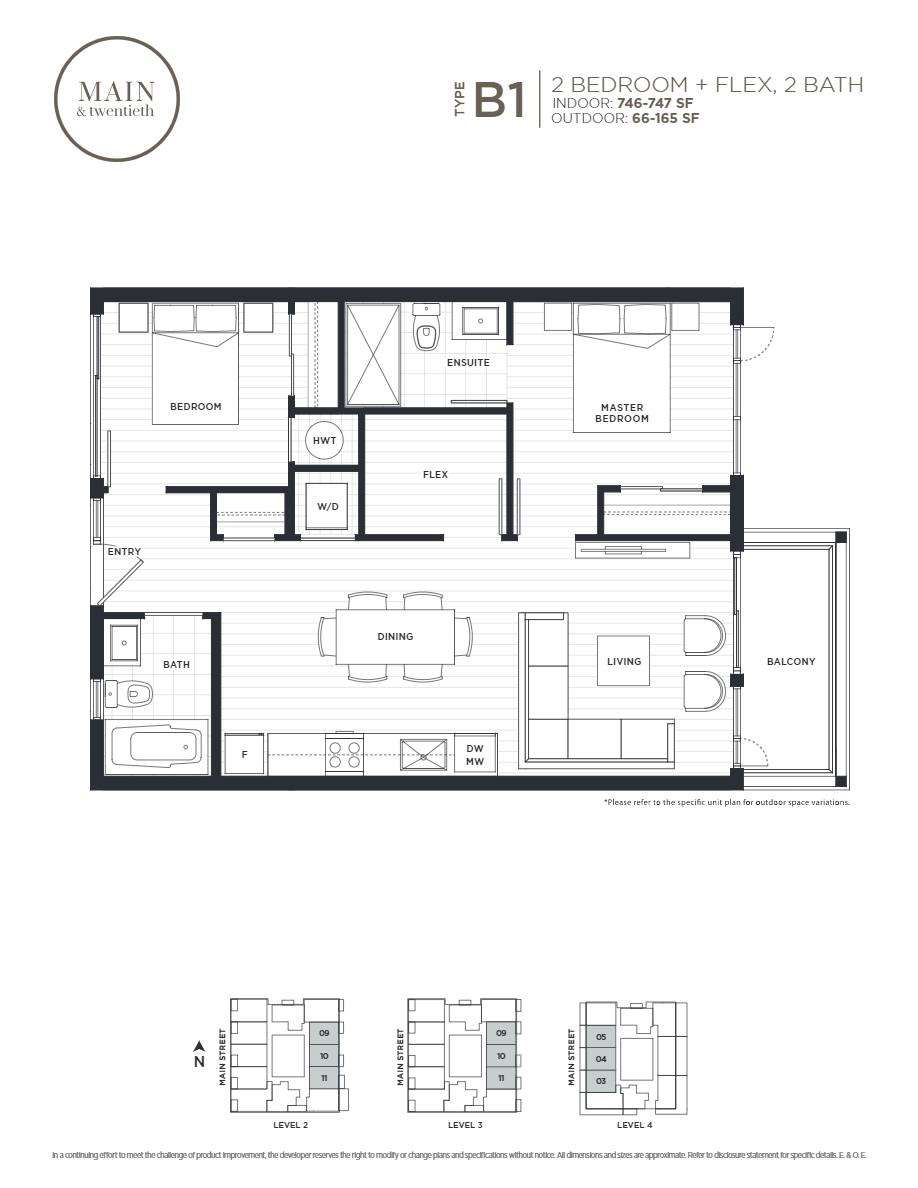 MAIN
& twentieth
TYPE
B1
2 BEDROOM + FLEX, 2 BATH
INDOOR: 746-747 SF
OUTDOOR: 66-165 SF
ENSUITE
BEDROOM
MASTER
BEDROOM
HWT
FLEX
W/D
ENTRY
DINING
BATH
LIVING
BALCONY
F
DW
MW
*Please refer to the specific unit plan for outdoor space variations.
N
MAIN STREET
09
10
11
LEVEL 2
MAIN STREET
09
10
11
LEVEL 3
MAIN STREET
05
04
03
LEVEL 4
In a continuing effort to meet the challenge of product improvement, the developer reserves the right to modify or change plans and specifications without notice. All dimensions and sizes are approximate. Refer to disclosure statement for specific details. E. & O. E.